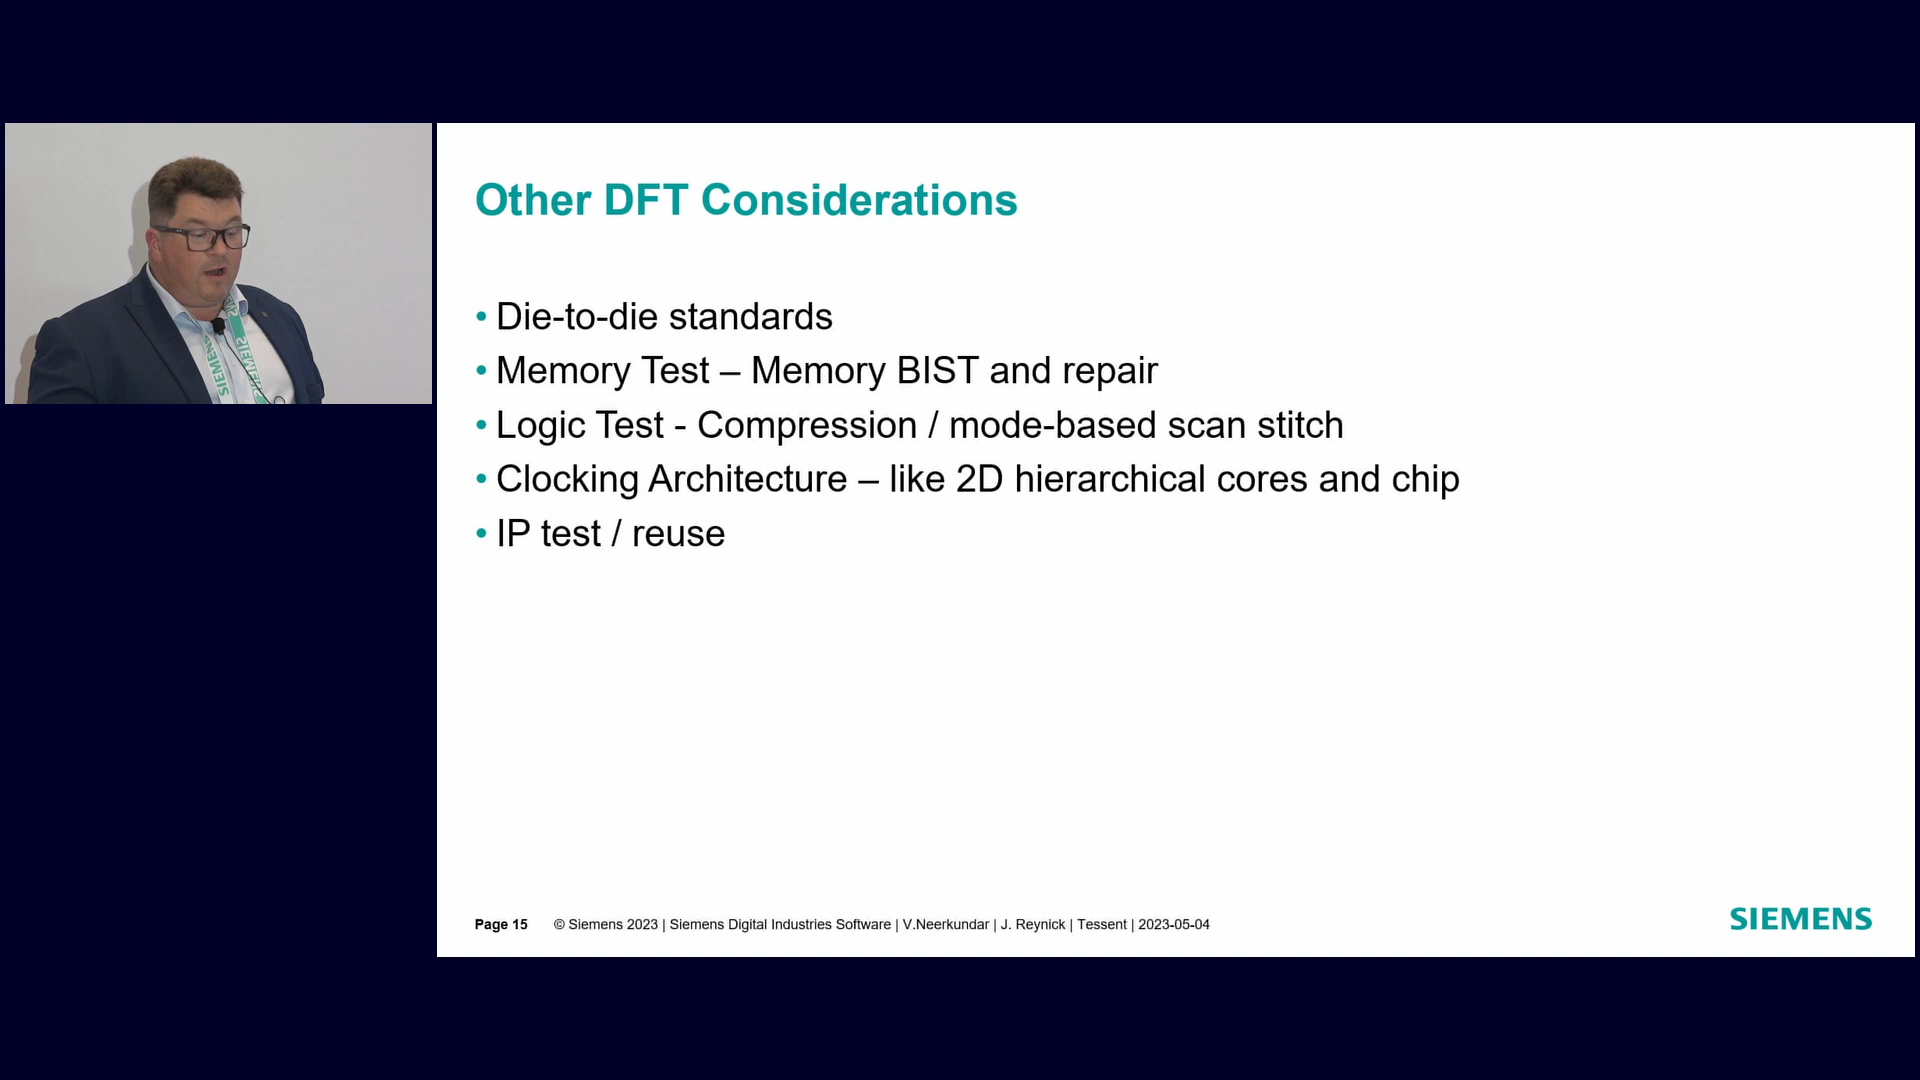 SIEMENS
SIEMENS
Other DFT Considerations
• Die-to-die standards
• Memory Test – Memory BIST and repair
• Logic Test - Compression / mode-based scan stitch
• Clocking Architecture – like 2D hierarchical cores and chip
• IP test / reuse
Page 15 © Siemens 2023 | Siemens Digital Industries Software | V.Neerkundar | J. Reynick | Tessent | 2023-05-04
SIEMENS